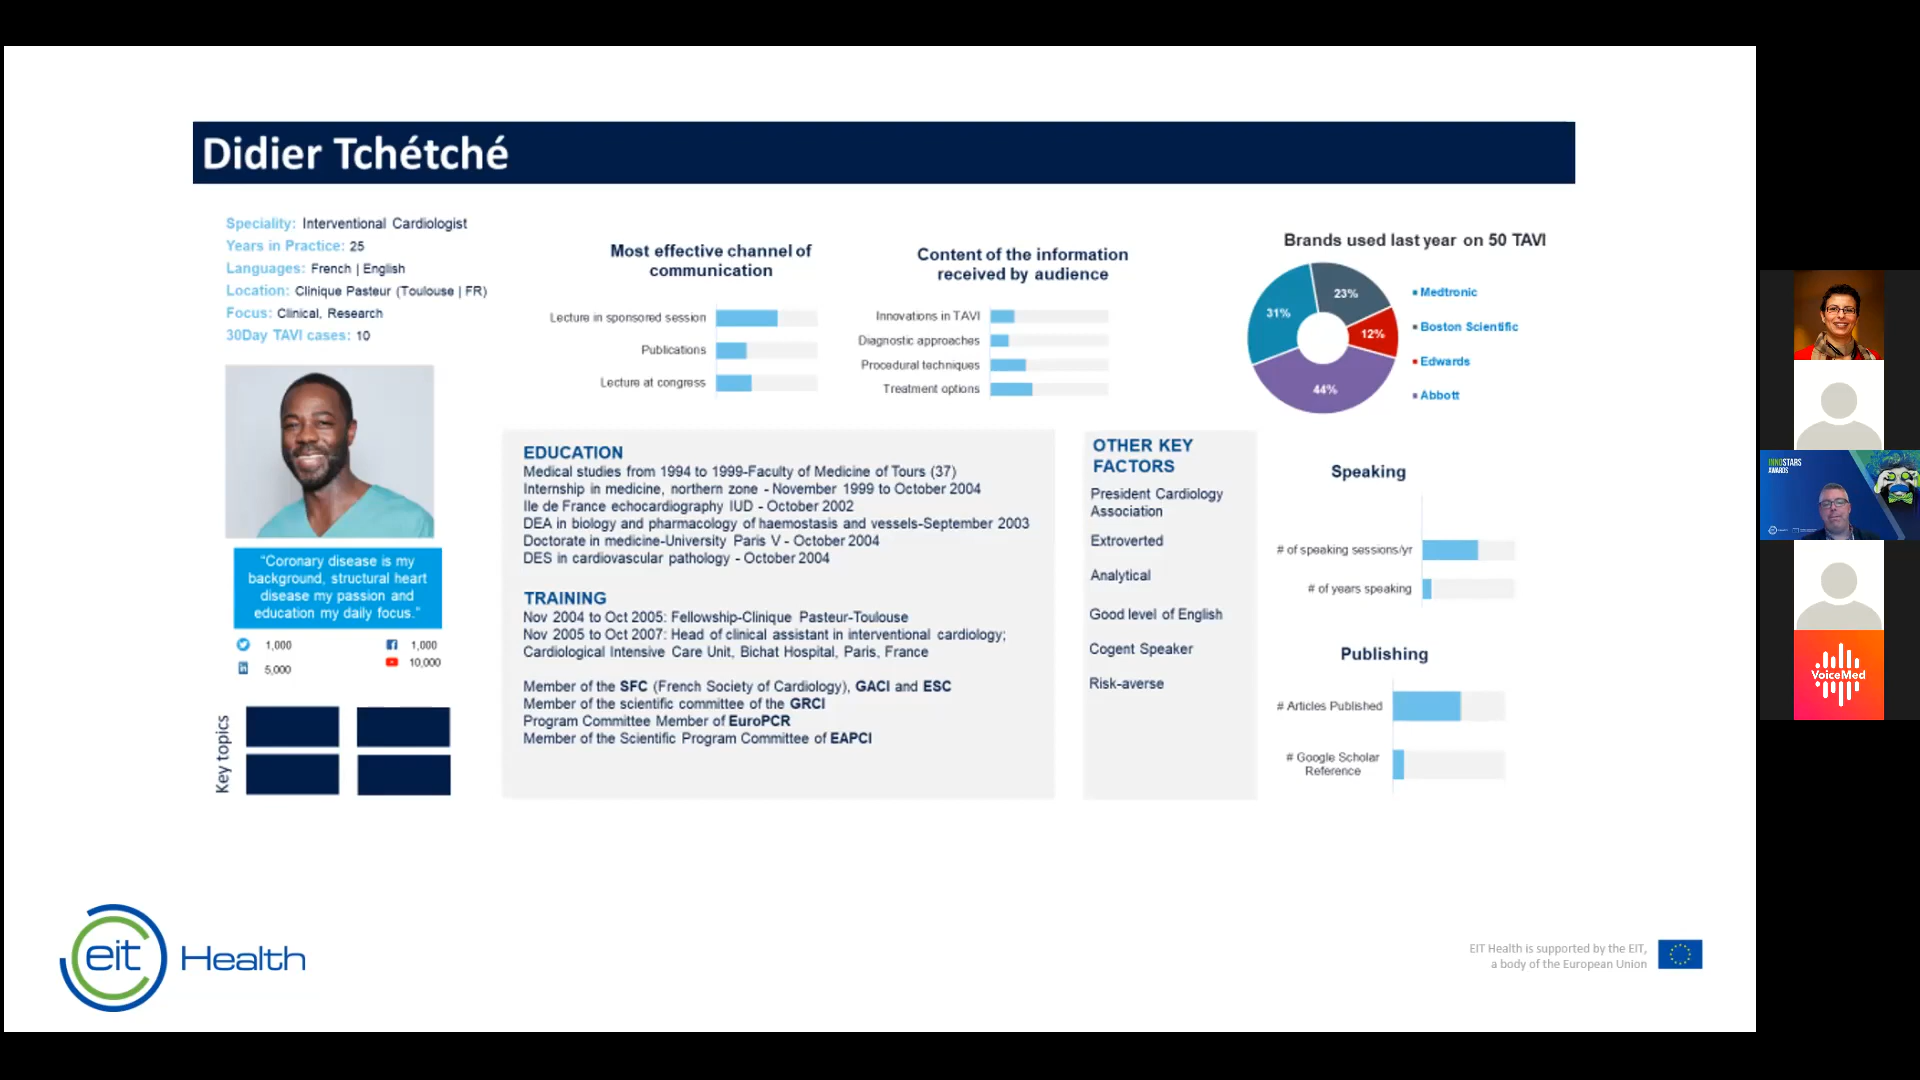 Didier Tchétché
Speciality: Interventional Cardiologist
Years in Practice: 25
Languages: French | English
Location: Clinique Pasteur (Toulouse | FR)
Focus: Clinical, Research
30Day TAVI cases: 10
"Coronary disease is my
background, structural heart
disease my passion and
education my daily focus."
1,000
1,000
5,000
10,000
Key topics
Most effective channel of
communication
Lecture in sponsored session
Publications
Lecture at congress
Content of the information
received by audience
Innovations in TAVI
Diagnostic approaches
Procedural techniques
Treatment options
Brands used last year on 50 TAVI
23%
31%
12%
44%
Medtronic
Boston Scientific
Edwards
Abbott
EDUCATION
Medical studies from 1994 to 1999-Faculty of Medicine of Tours (37)
Internship in medicine, northern zone - November 1999 to October 2004
Ile de France echocardiography IUD - October 2002
DEA in biology and pharmacology of haemostasis and vessels-September 2003
Doctorate in medicine-University Paris V - October 2004
DES in cardiovascular pathology - October 2004
TRAINING
Nov 2004 to Oct 2005: Fellowship-Clinique Pasteur-Toulouse
Nov 2005 to Oct 2007: Head of clinical assistant in interventional cardiology;
Cardiological Intensive Care Unit, Bichat Hospital, Paris, France
Member of the SFC (French Society of Cardiology), GACI and ESC
Member of the scientific committee of the GRCI
Program Committee Member of EuroPCR
Member of the Scientific Program Committee of EAPCI
OTHER KEY
FACTORS
President Cardiology
Association
Extroverted
Analytical
Good level of English
Cogent Speaker
Risk-averse
Speaking
# of speaking sessions/yr
# of years speaking
Publishing
# Articles Published
# Google Scholar
Reference
eit Health
EIT Health is supported by the EIT,
a body of the European Union
INNOSTARS
AWARDS
VoiceMed